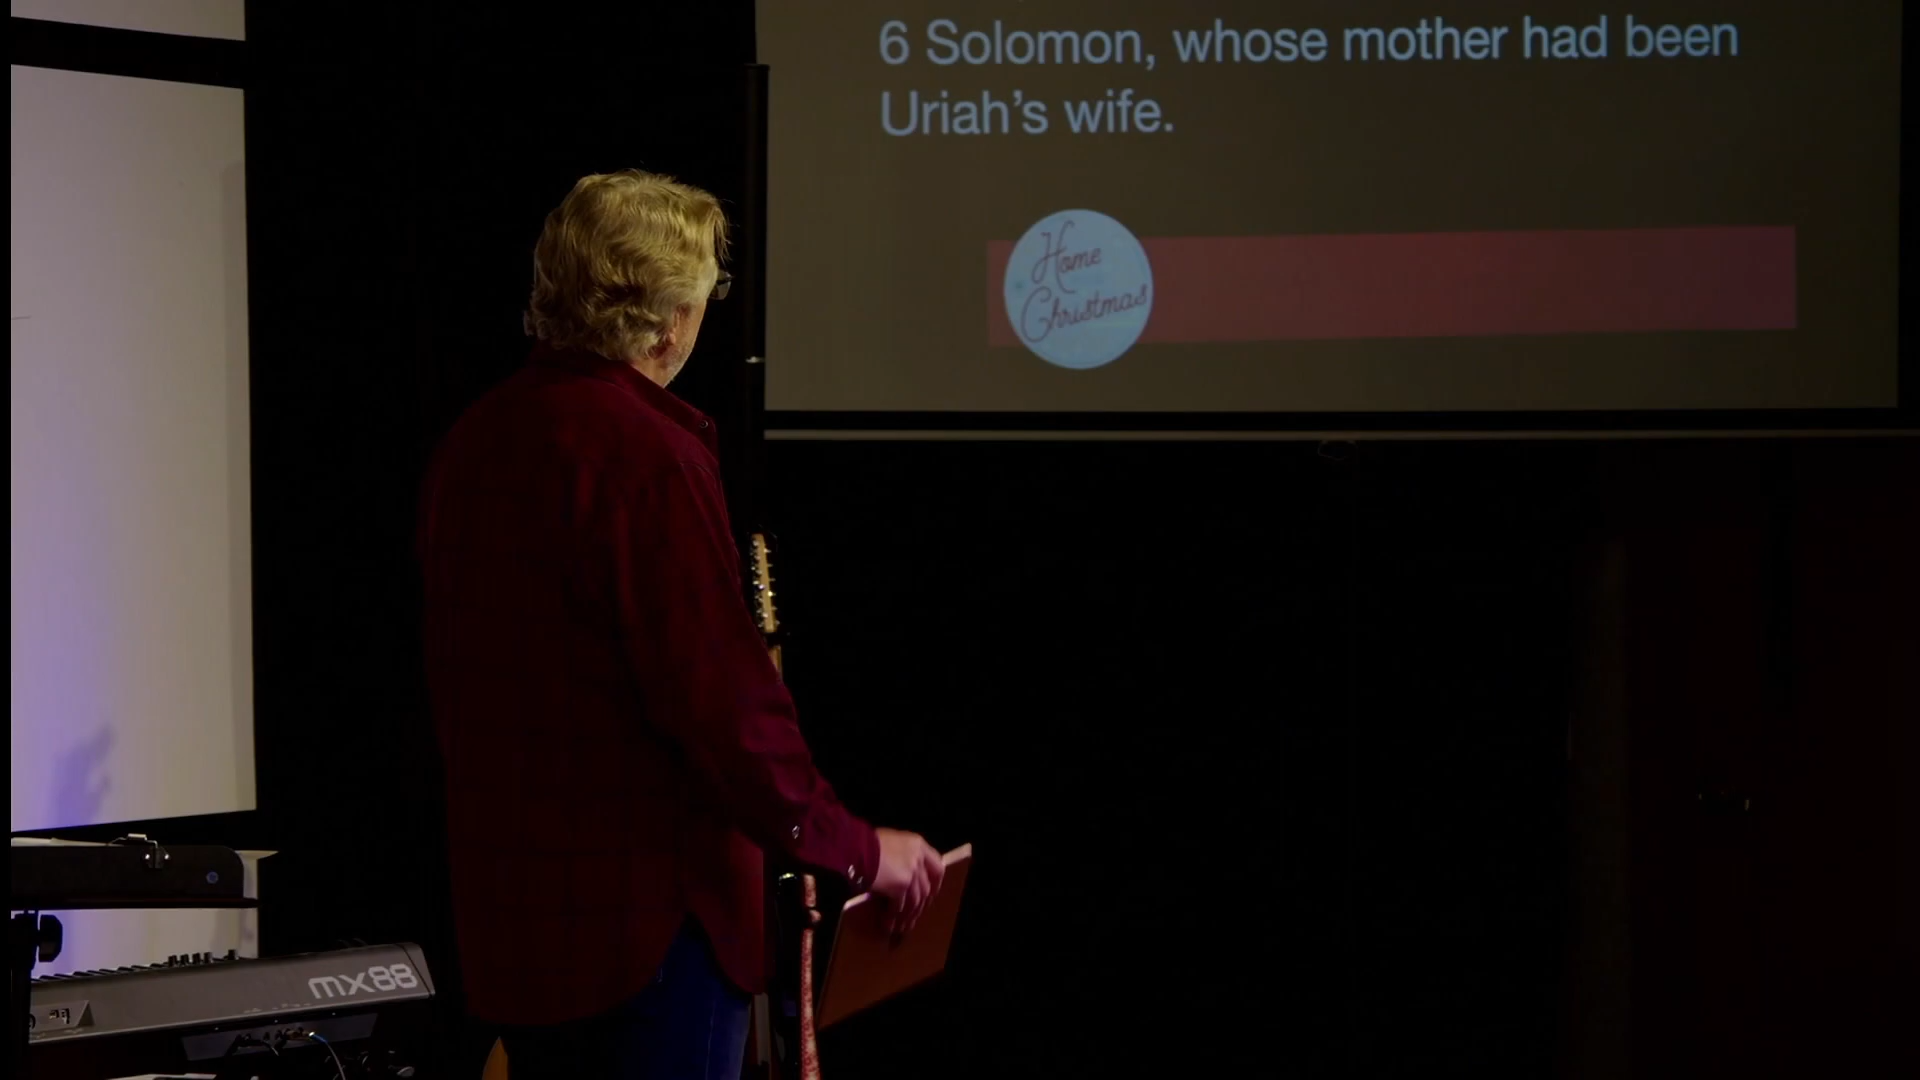 6 Solomon, whose mother had been
Uriah's wife.
Home
Christmas
mx88